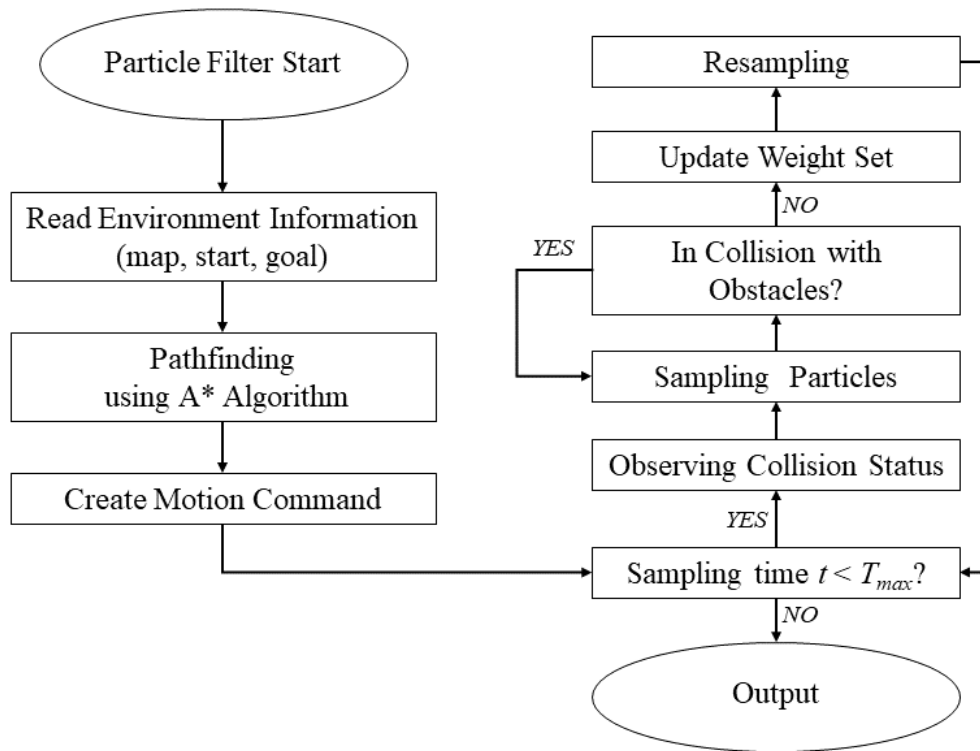 Particle Filter Start
Read Environment Information
(map, start, goal)
Pathfinding
using A* Algorithm
Create Motion Command
Resampling
Update Weight Set
NO
YES
In Collision with
Obstacles?
Sampling Particles
Observing Collision Status
YES
Sampling time t < Tmax?
NO
Output